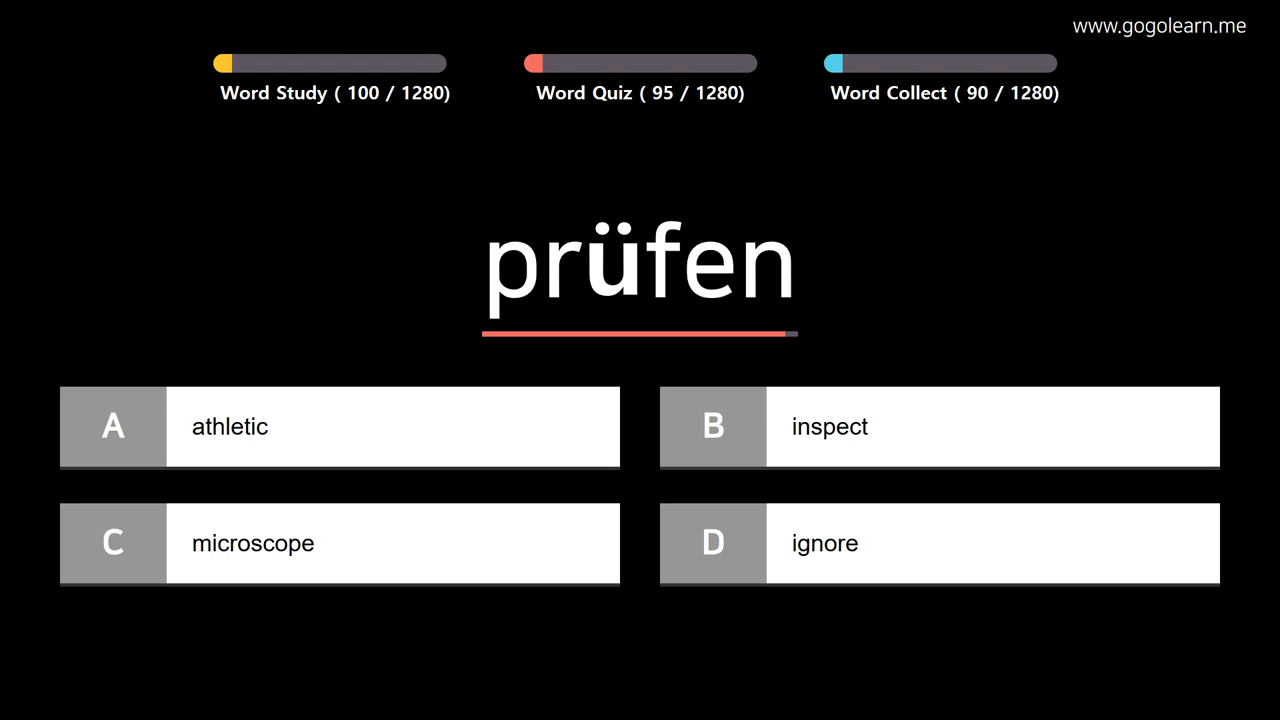 www.gogolearn.me
Word Study ( 100 / 1280)
Word Quiz ( 95 / 1280)
Word Collect ( 90 / 1280)
prüfen
A athletic
B inspect
C microscope
D ignore